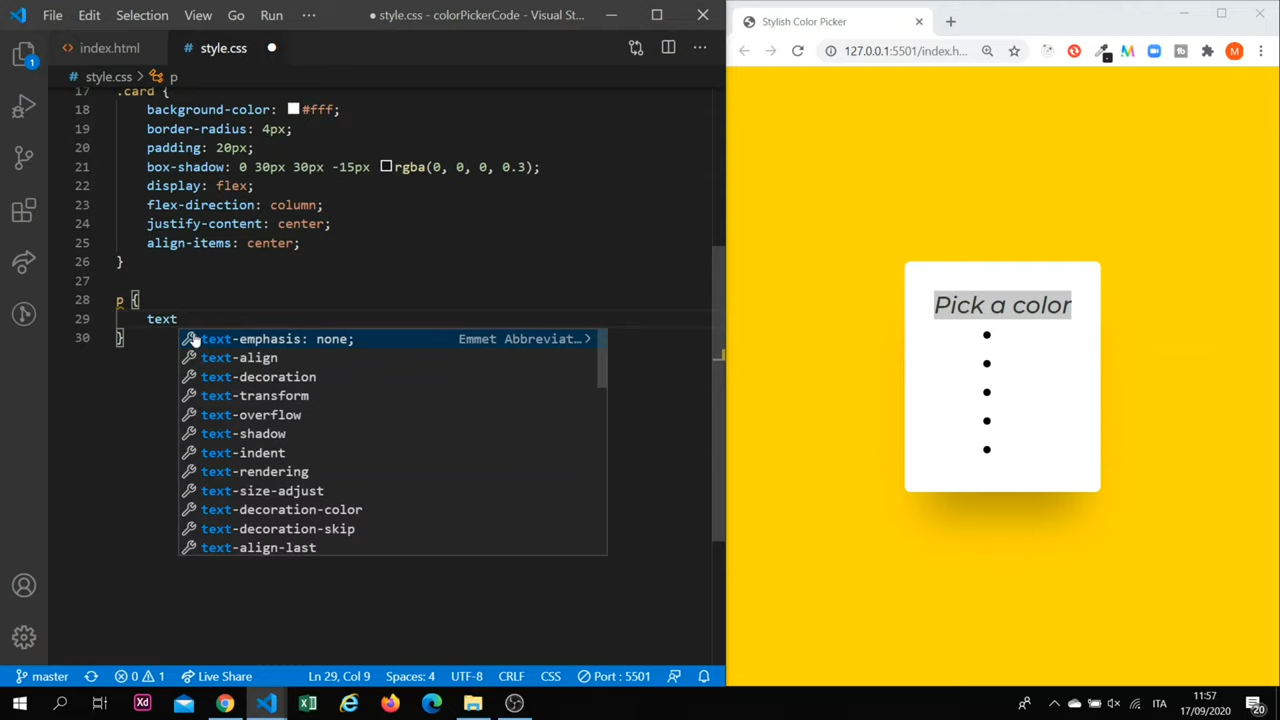 File Edit Selection View Go Run ··· ● style.css - colorPickerCode - Visual St...
index.html # style.css ●
# style.css > p
17 .card {
18 background-color: #fff;
19 border-radius: 4px;
20 padding: 20px;
21 box-shadow: 0 30px 30px -15px rgba(0, 0, 0, 0.3);
22 display: flex;
23 flex-direction: column;
24 justify-content: center;
25 align-items: center;
26 }
27
28 p {
29 text
30 }
text-emphasis: none; Emmet Abbreviat... >
text-align
text-decoration
text-transform
text-overflow
text-shadow
text-indent
text-rendering
text-size-adjust
text-decoration-color
text-decoration-skip
text-align-last
1
master 0 1 Live Share Ln 29, Col 9 Spaces: 4 UTF-8 CRLF CSS Port : 5501
Stylish Color Picker
127.0.0.1:5501/index.h...
M
M
Pick a color
Xd
ITA
11:57
17/09/2020
20